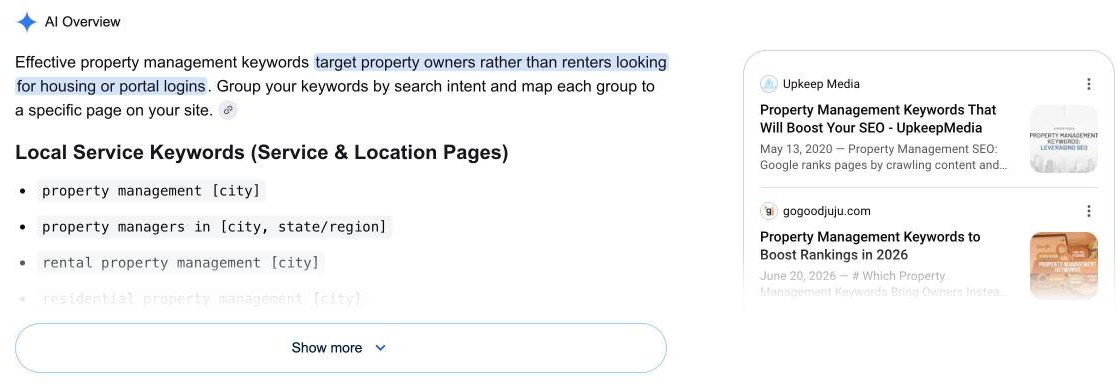 AI Overview
Effective property management keywords target property owners rather than renters looking
for housing or portal logins. Group your keywords by search intent and map each group to
a specific page on your site.
Local Service Keywords (Service & Location Pages)
property management [city]
property managers in [city, state/region]
rental property management [city]
residential property management [city]
Show more
Upkeep Media
Property Management Keywords That
Will Boost Your SEO - UpkeepMedia
May 13, 2020 — Property Management SEO:
Google ranks pages by crawling content and...
PROPERTY MANAGEMENT
KEYWORDS:
LEVERAGING SEO
gogoodjuju.com
Property Management Keywords to
Boost Rankings in 2026
June 20, 2026 — # Which Property
Management Keywords Bring Owners Instea...
PROPERTY MANAGEMENT
KEYWORDS